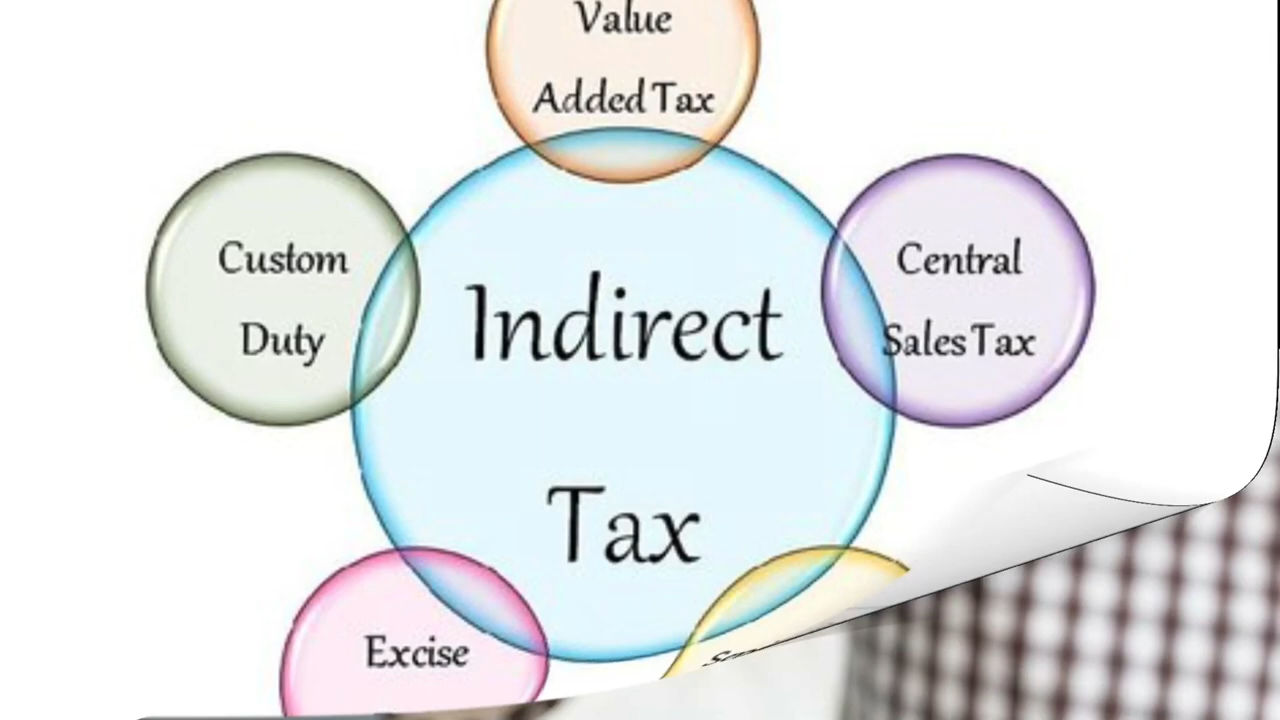 Value
Added Tax
Custom
Duty
Central
Sales Tax
Indirect
Tax
Excise